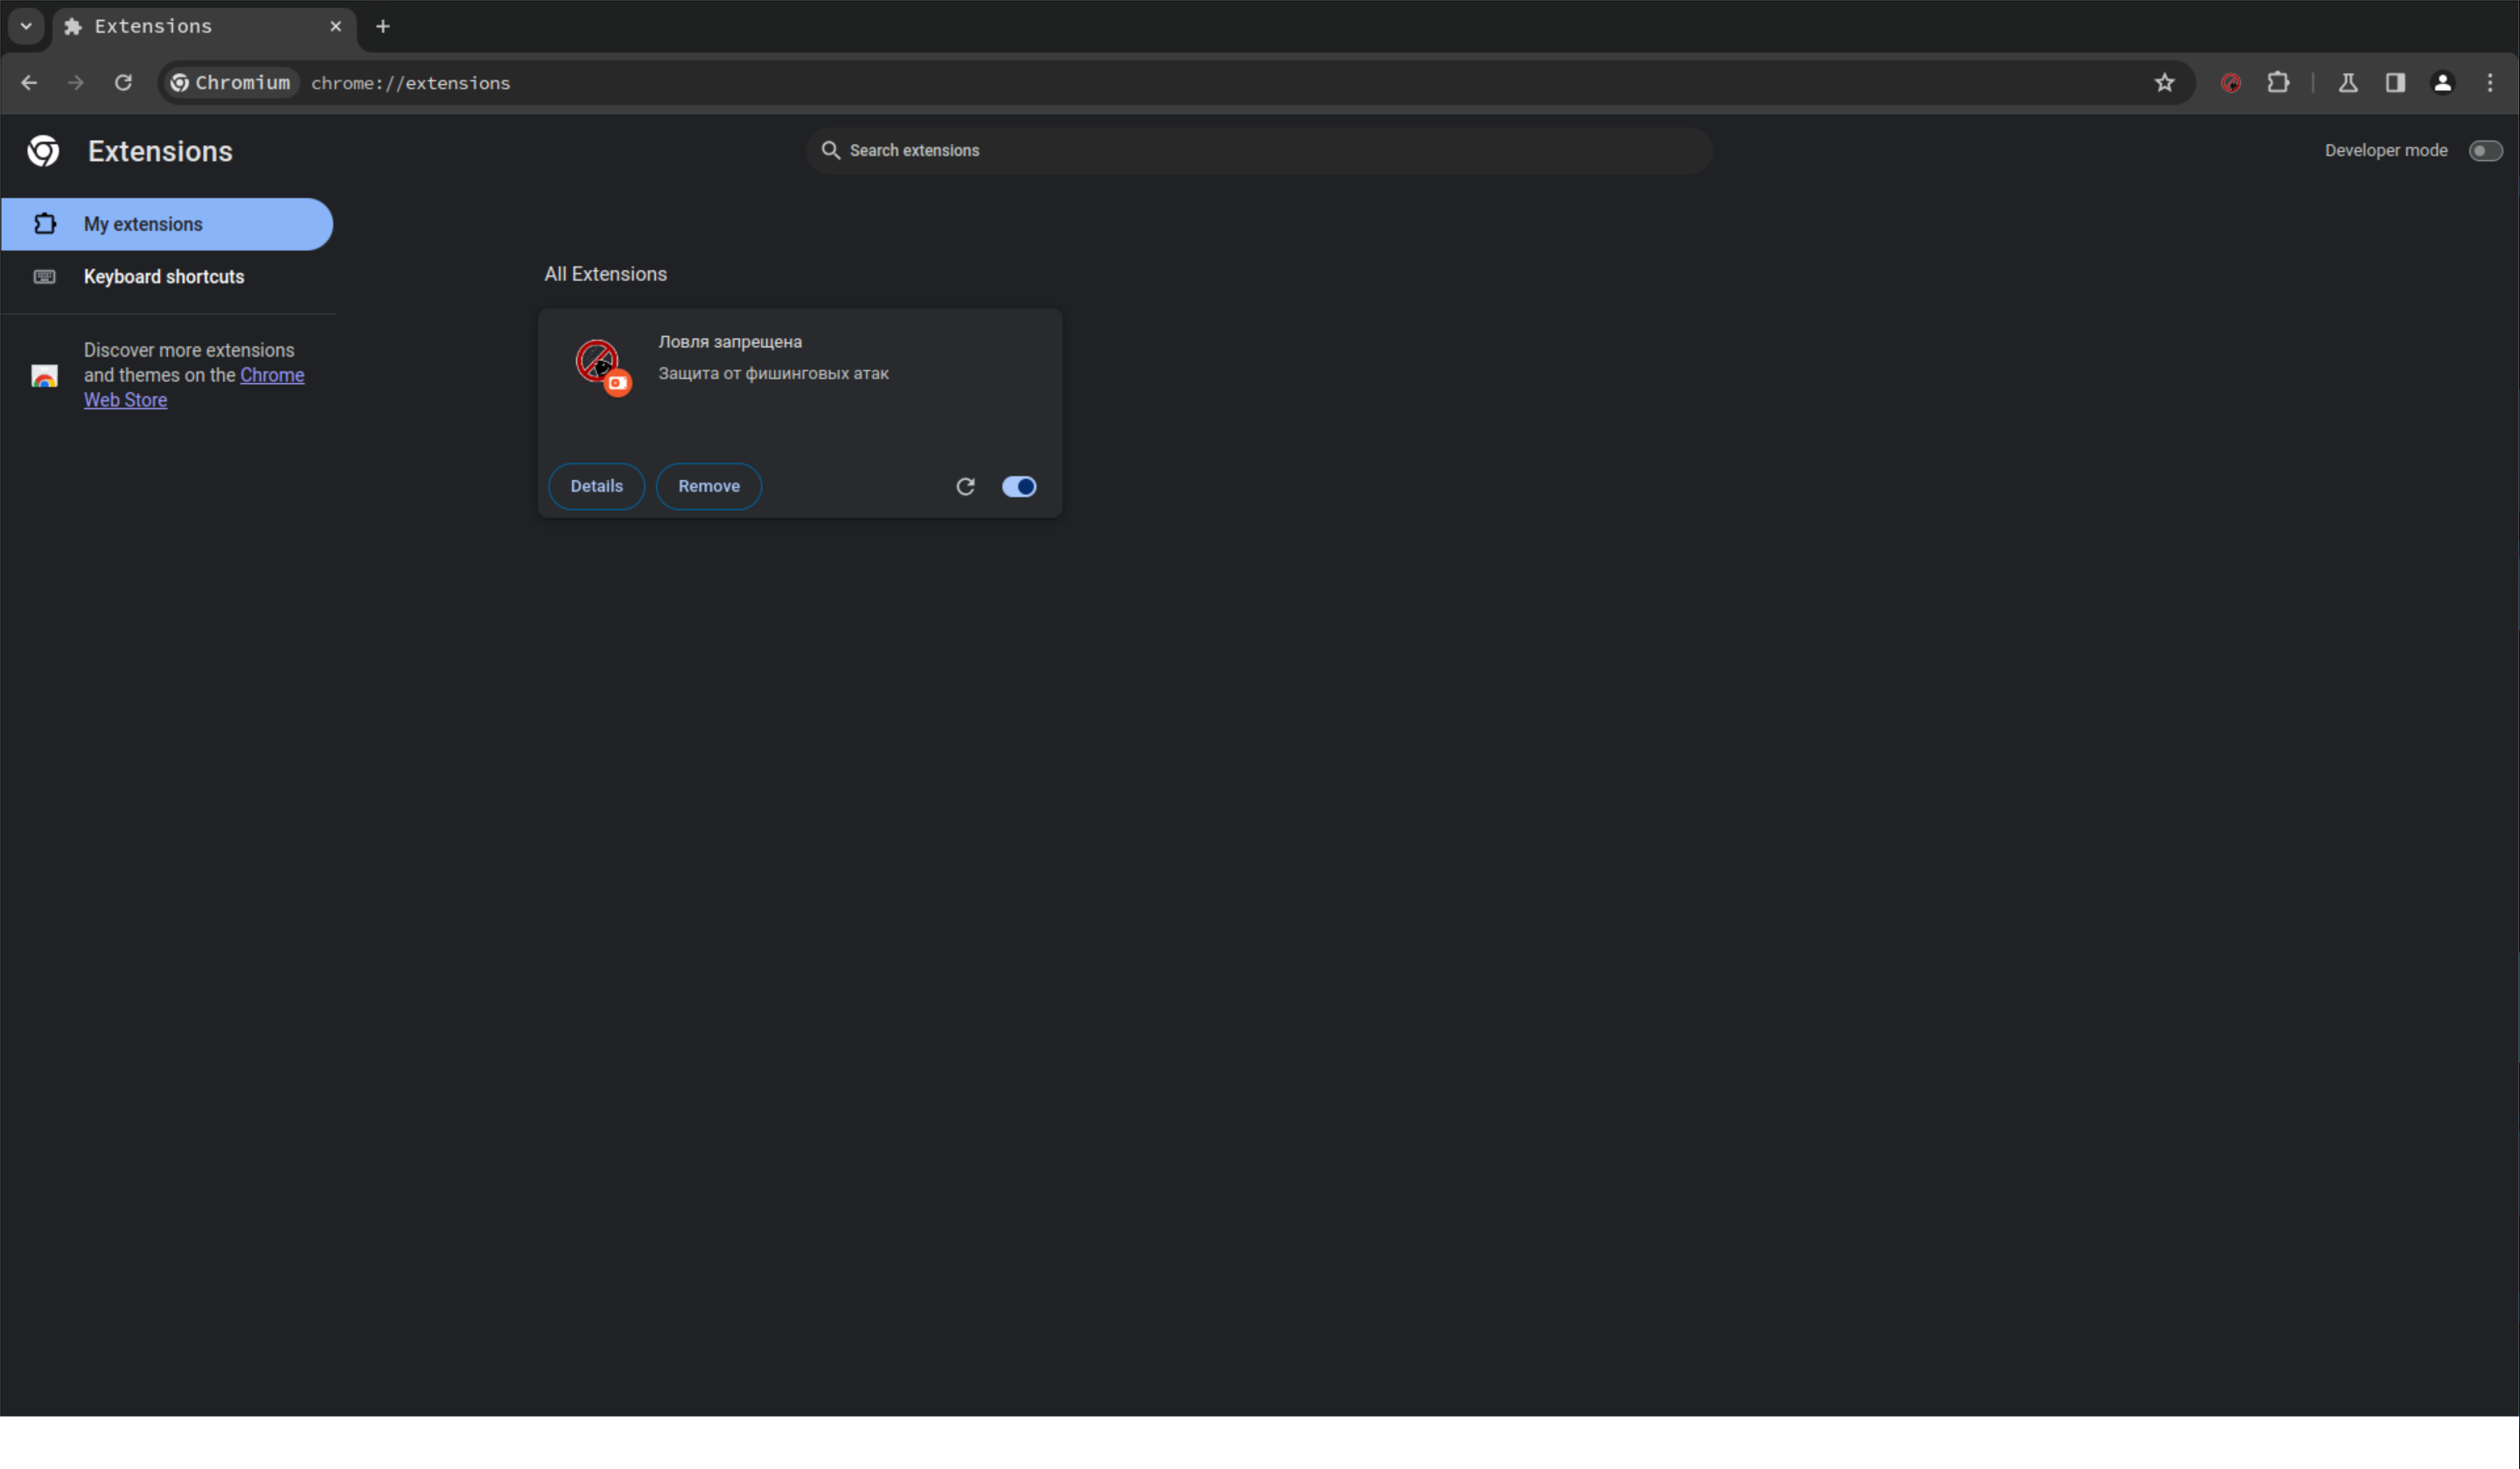 Extensions
Chromium chrome://extensions
Extensions
Search extensions
Developer mode
My extensions
Keyboard shortcuts
Discover more extensions
and themes on the Chrome
Web Store
All Extensions
Ловля запрещена
Защита от фишинговых атак
Details
Remove